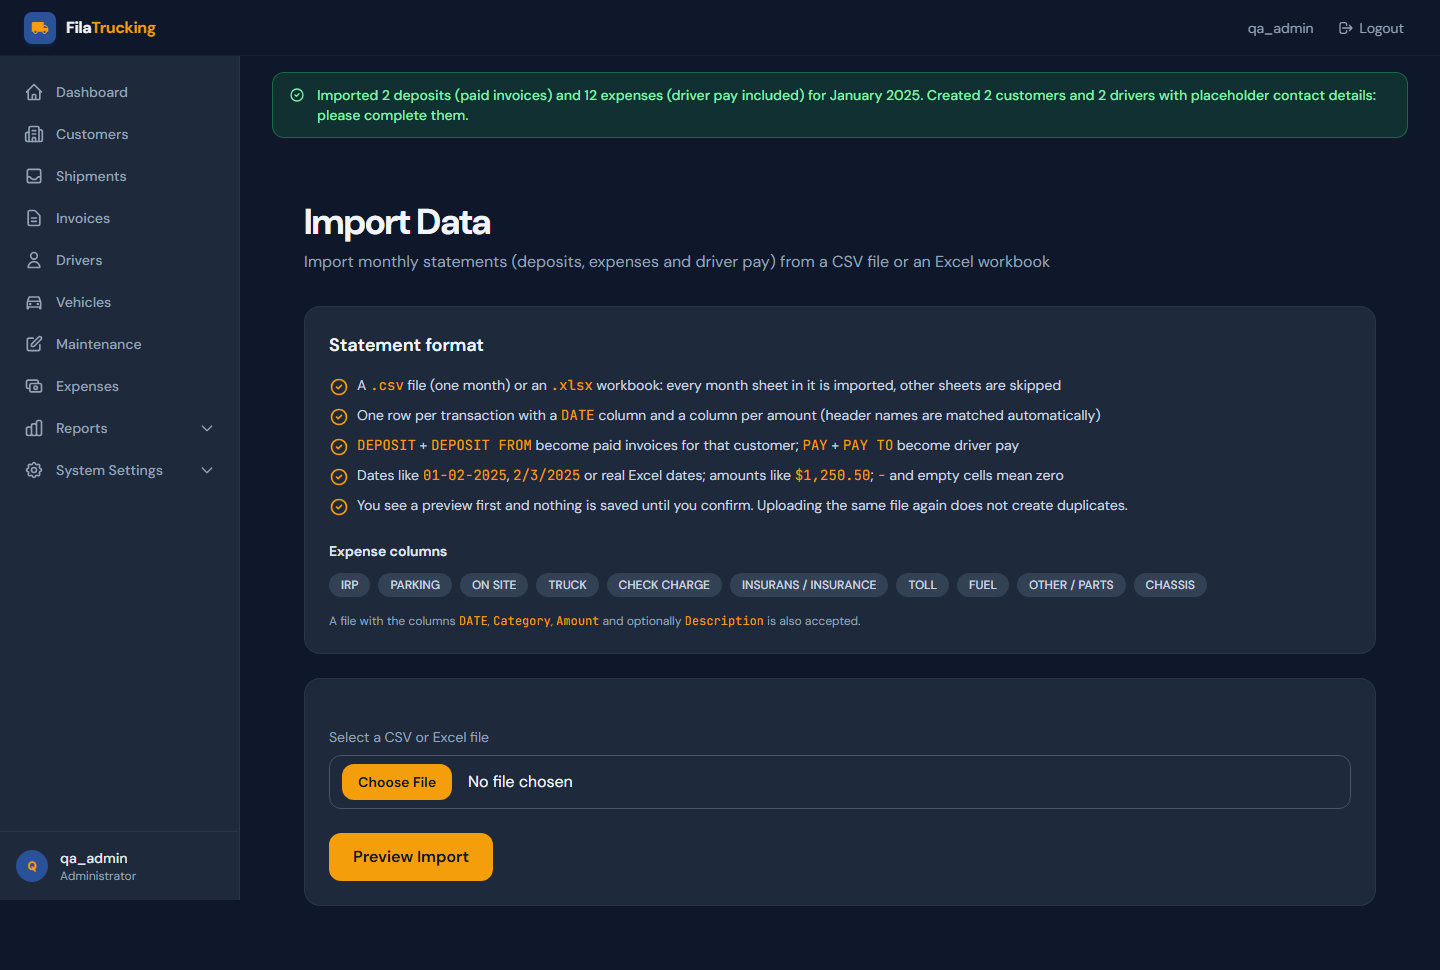 FilaTrucking
qa_admin
Logout
Dashboard
Customers
Shipments
Invoices
Drivers
Vehicles
Maintenance
Expenses
Reports
System Settings
Q
qa_admin
Administrator
Imported 2 deposits (paid invoices) and 12 expenses (driver pay included) for January 2025. Created 2 customers and 2 drivers with placeholder contact details:
please complete them.
Import Data
Import monthly statements (deposits, expenses and driver pay) from a CSV file or an Excel workbook
Statement format
A .csv file (one month) or an .xlsx workbook: every month sheet in it is imported, other sheets are skipped
One row per transaction with a DATE column and a column per amount (header names are matched automatically)
DEPOSIT + DEPOSIT FROM become paid invoices for that customer; PAY + PAY TO become driver pay
Dates like 01-02-2025, 2/3/2025 or real Excel dates; amounts like $1,250.50; - and empty cells mean zero
You see a preview first and nothing is saved until you confirm. Uploading the same file again does not create duplicates.
Expense columns
IRP PARKING ON SITE TRUCK CHECK CHARGE INSURANS / INSURANCE TOLL FUEL OTHER / PARTS CHASSIS
A file with the columns DATE, Category, Amount and optionally Description is also accepted.
Select a CSV or Excel file
Choose File No file chosen
Preview Import